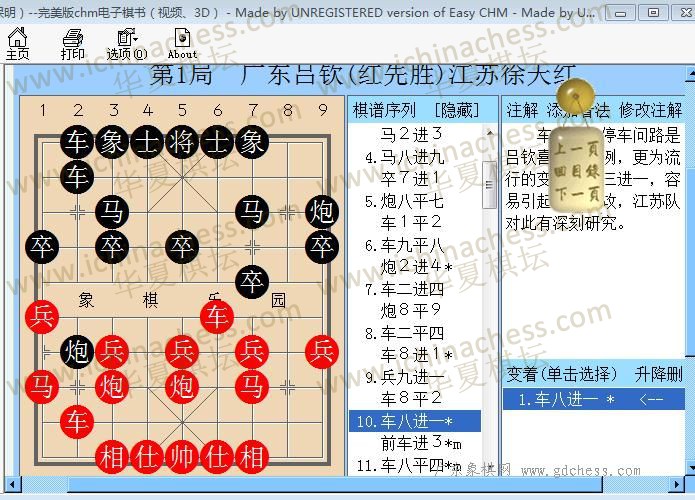 完美版chm电子棋书（视频、3D） - Made by UNREGISTERED version of Easy CHM - Made by U...
主页 打印 选项(O) About
第1局 广东吕钦(红先胜)江苏徐天红
1 2 3 4 5 6 7 8 9
车 象 士 将 士 象
车
马 马 炮
卒 卒 卒 卒
卒
象 棋 乐 园
兵 车
炮 兵 兵 兵 兵
马 炮 炮 马
车
相 仕 帅 仕 相
棋谱序列 [隐藏]
马２进３
4.马八进九
卒７进１
5.炮八平七
车１平２
6.车九平八
炮２进４*
7.车二进四
炮８平９
8.车二平四
车８进１*
9.兵九进一
车８平２
10.车八进一*
前车进３*m
11.车八平四*m
注解 添加着法 修改注解
停车问路是
吕钦喜 例，更为流
行的变 三进一，容
易引起 改，江苏队
对此有深刻研究。
上一頁
回目錄
下一頁
变着(单击选择) 升降删
1.车八进一 * <--
广东象棋网 www.gdchess.com
www.ichinachess.com
华夏棋坛